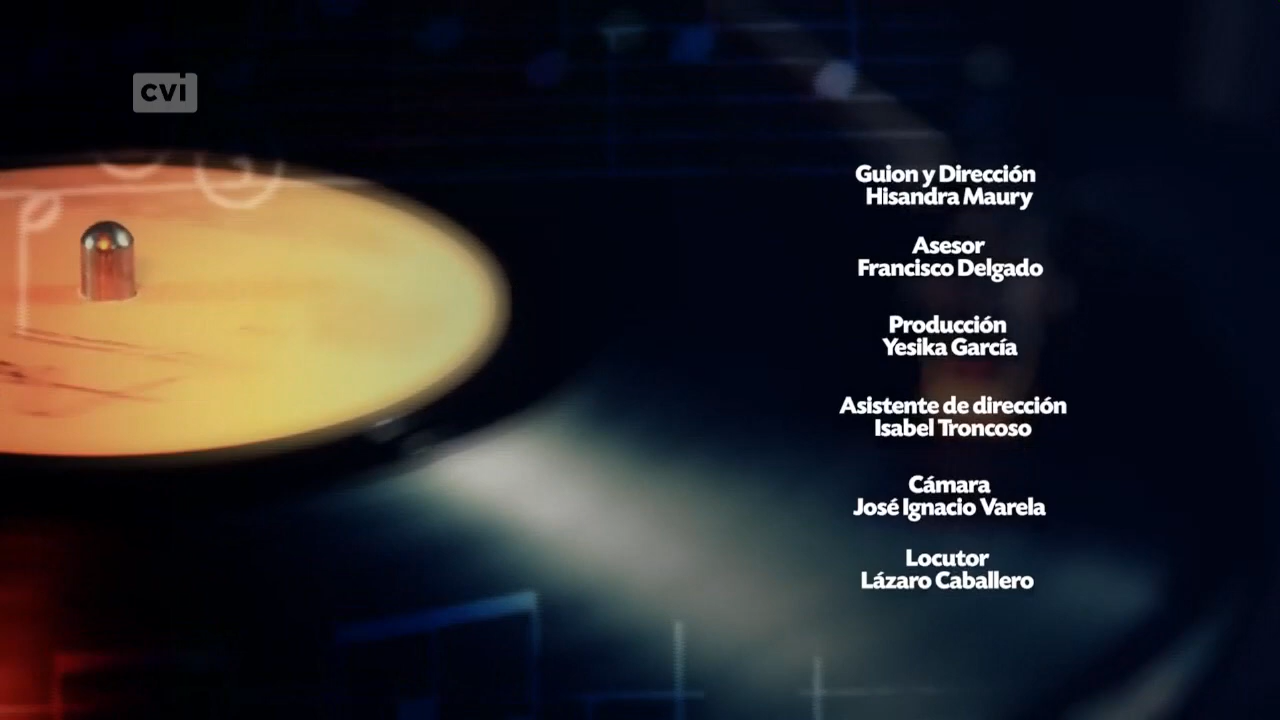 cvi
Guion y Dirección
Hisandra Maury
Asesor
Francisco Delgado
Producción
Yesika García
Asistente de dirección
Isabel Troncoso
Cámara
José Ignacio Varela
Locutor
Lázaro Caballero